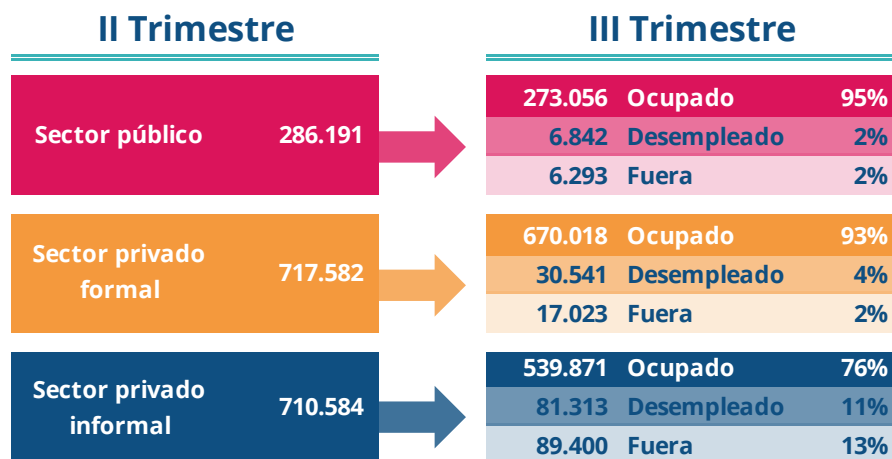 II Trimestre
III Trimestre
Sector público 286.191
273.056 Ocupado 95%
6.842 Desempleado 2%
6.293 Fuera 2%
Sector privado
formal
717.582
670.018 Ocupado 93%
30.541 Desempleado 4%
17.023 Fuera 2%
Sector privado
informal
710.584
539.871 Ocupado 76%
81.313 Desempleado 11%
89.400 Fuera 13%